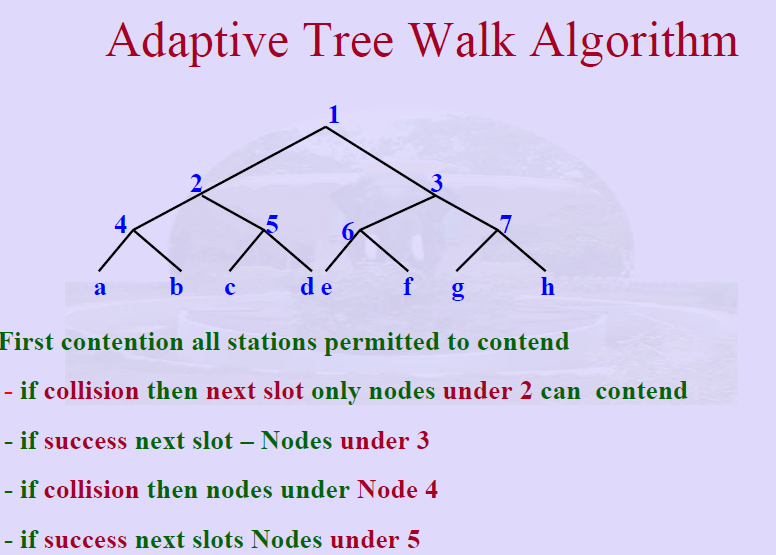 Adaptive Tree Walk Algorithm
1
2 3
4 5 6 7
a b c d e f g h
First contention all stations permitted to contend
- if collision then next slot only nodes under 2 can contend
- if success next slot – Nodes under 3
- if collision then nodes under Node 4
- if success next slots Nodes under 5